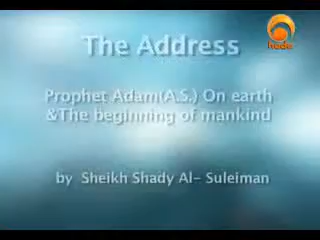 The Address
huda
Prophet Adam(A.S.) On earth
&The beginning of mankind
by Sheikh Shady Al- Suleiman